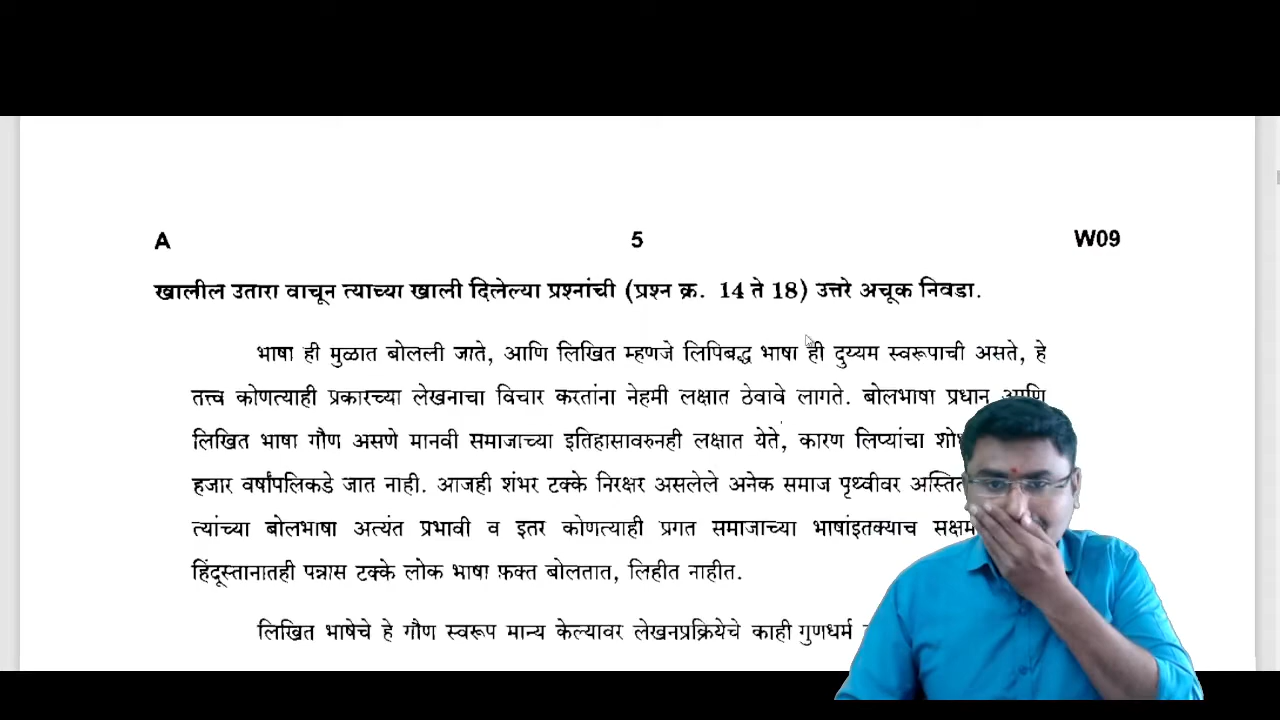 A 5 W09
खालील उतारा वाचून त्याच्या खाली दिलेल्या प्रश्नांची (प्रश्न क्र. 14 ते 18) उत्तरे अचूक निवडा.
भाषा ही मुळात बोलली जाते, आणि लिखित म्हणजे लिपिबद्ध भाषा ही दुय्यम स्वरूपाची असते, हे
तत्त्व कोणत्याही प्रकारच्या लेखनाचा विचार करतांना नेहमी लक्षात ठेवावे लागते. बोलभाषा प्रधान आणि
लिखित भाषा गौण असणे मानवी समाजाच्या इतिहासावरुनही लक्षात येते, कारण लिप्यांचा
हजार वर्षांपलिकडे जात नाही. आजही शंभर टक्के निरक्षर असलेले अनेक समाज पृथ्वीवर
त्यांच्या बोलभाषा अत्यंत प्रभावी व इतर कोणत्याही प्रगत समाजाच्या भाषांइतक्याच
हिंदूस्तानातही पन्नास टक्के लोक भाषा फ़क्त बोलतात, लिहीत नाहीत.
लिखित भाषेचे हे गौण स्वरूप मान्य केल्यावर लेखनप्रक्रियेचे काही गुणधर्म